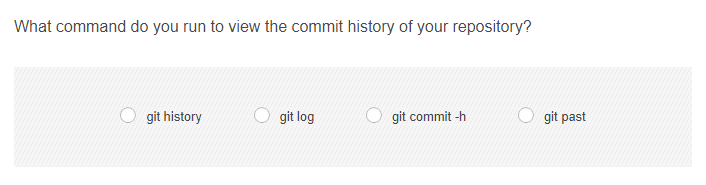 What command do you run to view the commit history of your repository?
git history git log git commit -h git past